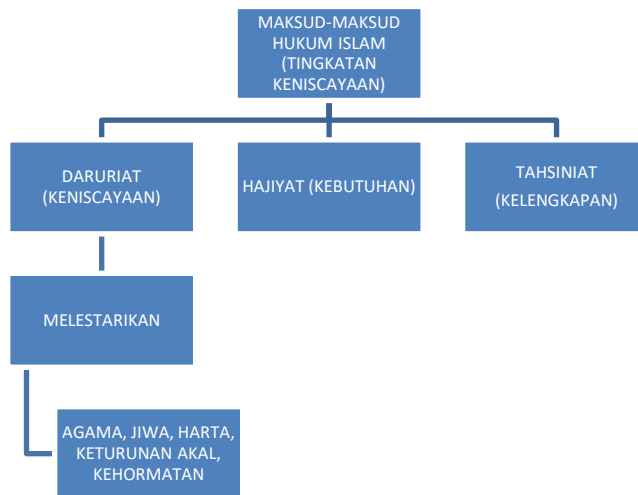 MAKSUD-MAKSUD
HUKUM ISLAM
(TINGKATAN
KENISCAYAAN)
DARURIAT
(KENISCAYAAN)
HAJIYAT (KEBUTUHAN)
TAHSINIAT
(KELENGKAPAN)
MELESTARIKAN
AGAMA, JIWA, HARTA,
KETURUNAN AKAL,
KEHORMATAN